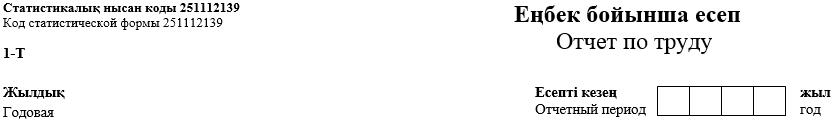 Статистикалық нысан коды 251112139
Код статистической формы 251112139
1-Т
Еңбек бойынша есеп
Отчет по труду
Жылдық
Годовая
Есепті кезең жыл
Отчетный период год